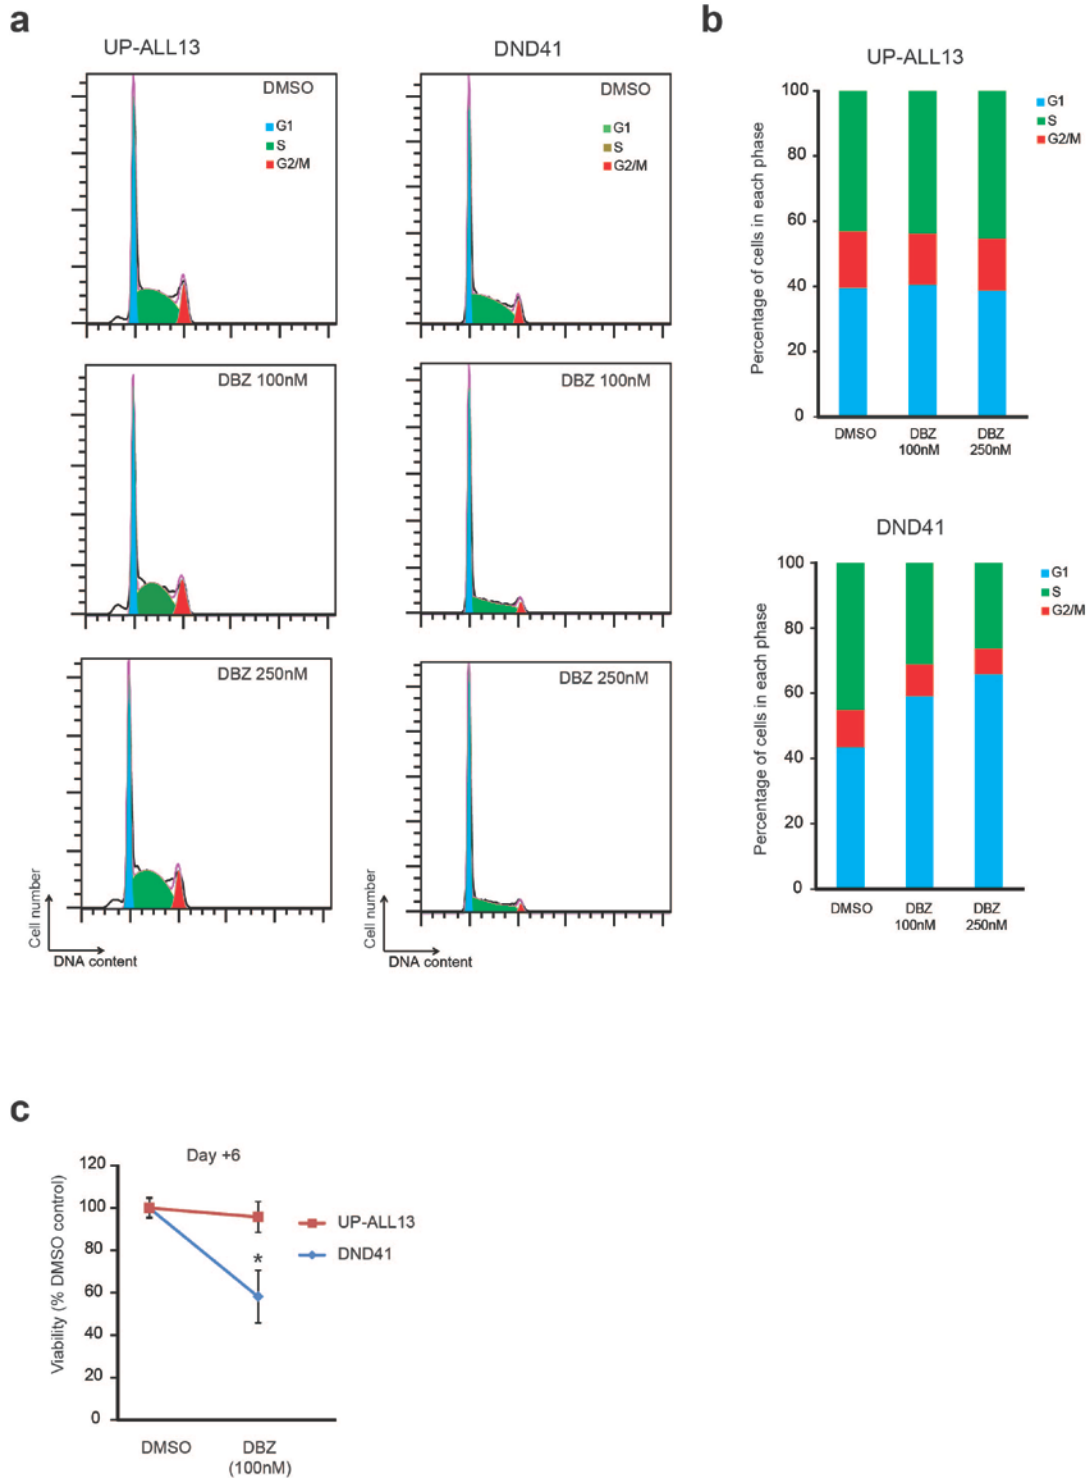 a
UP-ALL13
DMSO
G1
S
G2/M
DBZ 100nM
DBZ 250nM
Cell number
DNA content
DND41
DMSO
G1
S
G2/M
DBZ 100nM
DBZ 250nM
Cell number
DNA content
b
UP-ALL13
Percentage of cells in each phase
100
80
60
40
20
0
DMSO
DBZ
100nM
DBZ
250nM
G1
S
G2/M
DND41
Percentage of cells in each phase
100
80
60
40
20
0
DMSO
DBZ
100nM
DBZ
250nM
G1
S
G2/M
c
Day +6
Viability (% DMSO control)
120
100
80
60
40
20
0
*
DMSO
DBZ
(100nM)
UP-ALL13
DND41